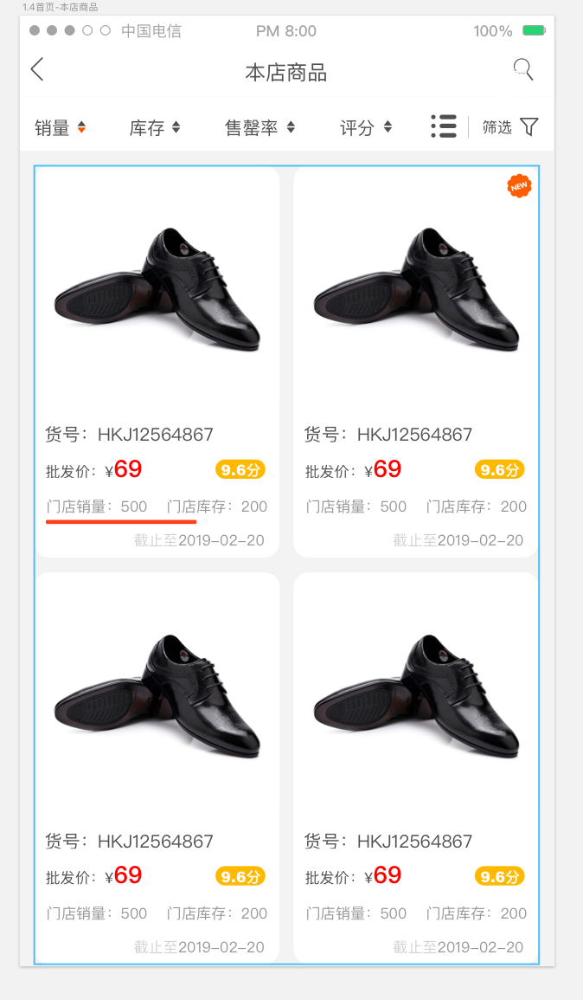 1.4首页-本店商品
中国电信 PM 8:00 100%
本店商品
销量 库存 售罄率 评分 筛选
NEW
货号：HKJ12564867 货号：HKJ12564867
批发价：¥69 9.6分 批发价：¥69 9.6分
门店销量：500 门店库存：200 门店销量：500 门店库存：200
截止至2019-02-20 截止至2019-02-20
货号：HKJ12564867 货号：HKJ12564867
批发价：¥69 9.6分 批发价：¥69 9.6分
门店销量：500 门店库存：200 门店销量：500 门店库存：200
截止至2019-02-20 截止至2019-02-20